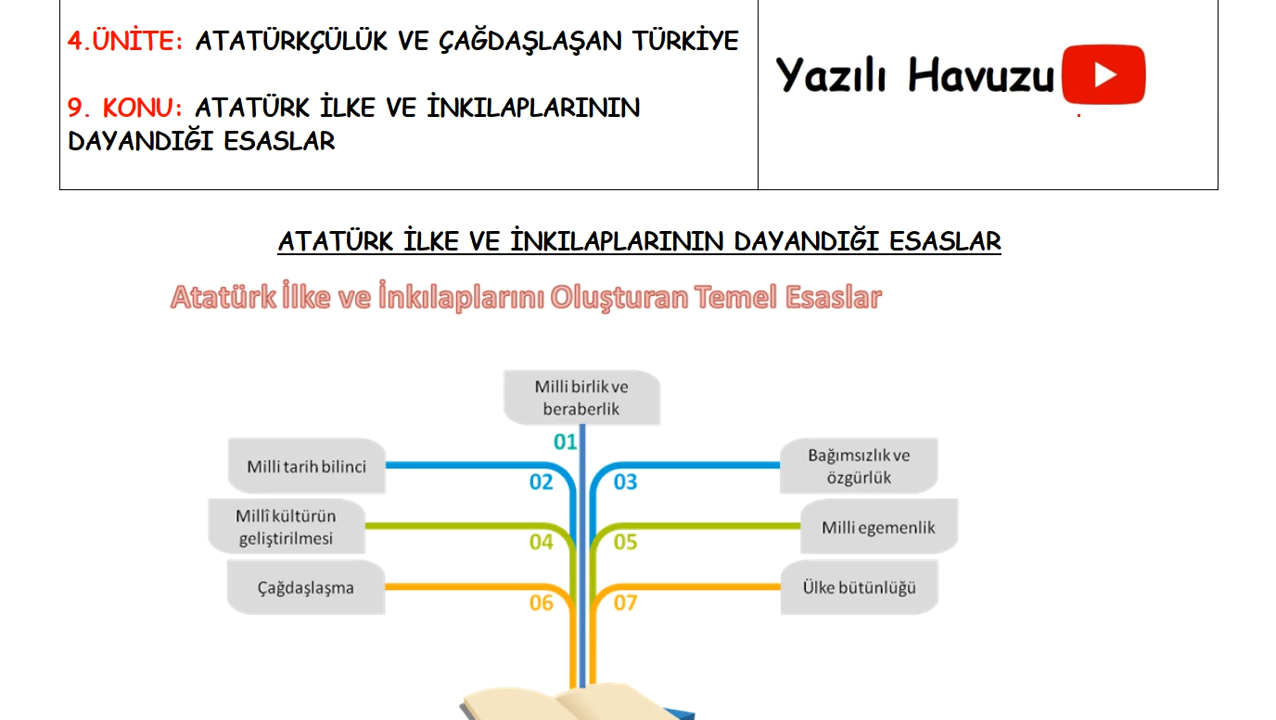 4.ÜNİTE: ATATÜRKÇÜLÜK VE ÇAĞDAŞLAŞAN TÜRKİYE
9. KONU: ATATÜRK İLKE VE İNKILAPLARININ
DAYANDIĞI ESASLAR
Yazılı Havuzu
ATATÜRK İLKE VE İNKILAPLARININ DAYANDIĞI ESASLAR
Atatürk İlke ve İnkılaplarını Oluşturan Temel Esaslar
Milli birlik ve
beraberlik
01
Milli tarih bilinci
02
03
Bağımsızlık ve
özgürlük
Millî kültürün
geliştirilmesi
04
05
Milli egemenlik
Çağdaşlaşma
06
07
Ülke bütünlüğü